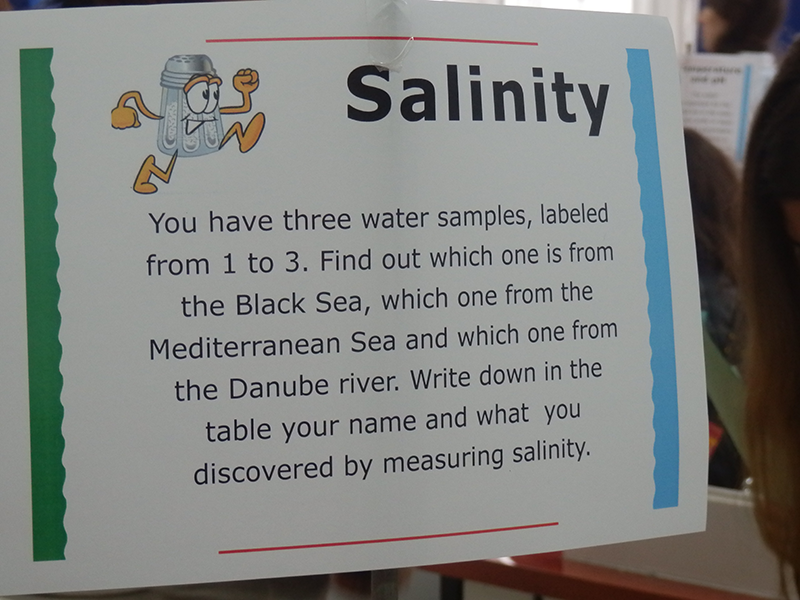 Salinity
You have three water samples, labeled
from 1 to 3. Find out which one is from
the Black Sea, which one from the
Mediterranean Sea and which one from
the Danube river. Write down in the
table your name and what you
discovered by measuring salinity.